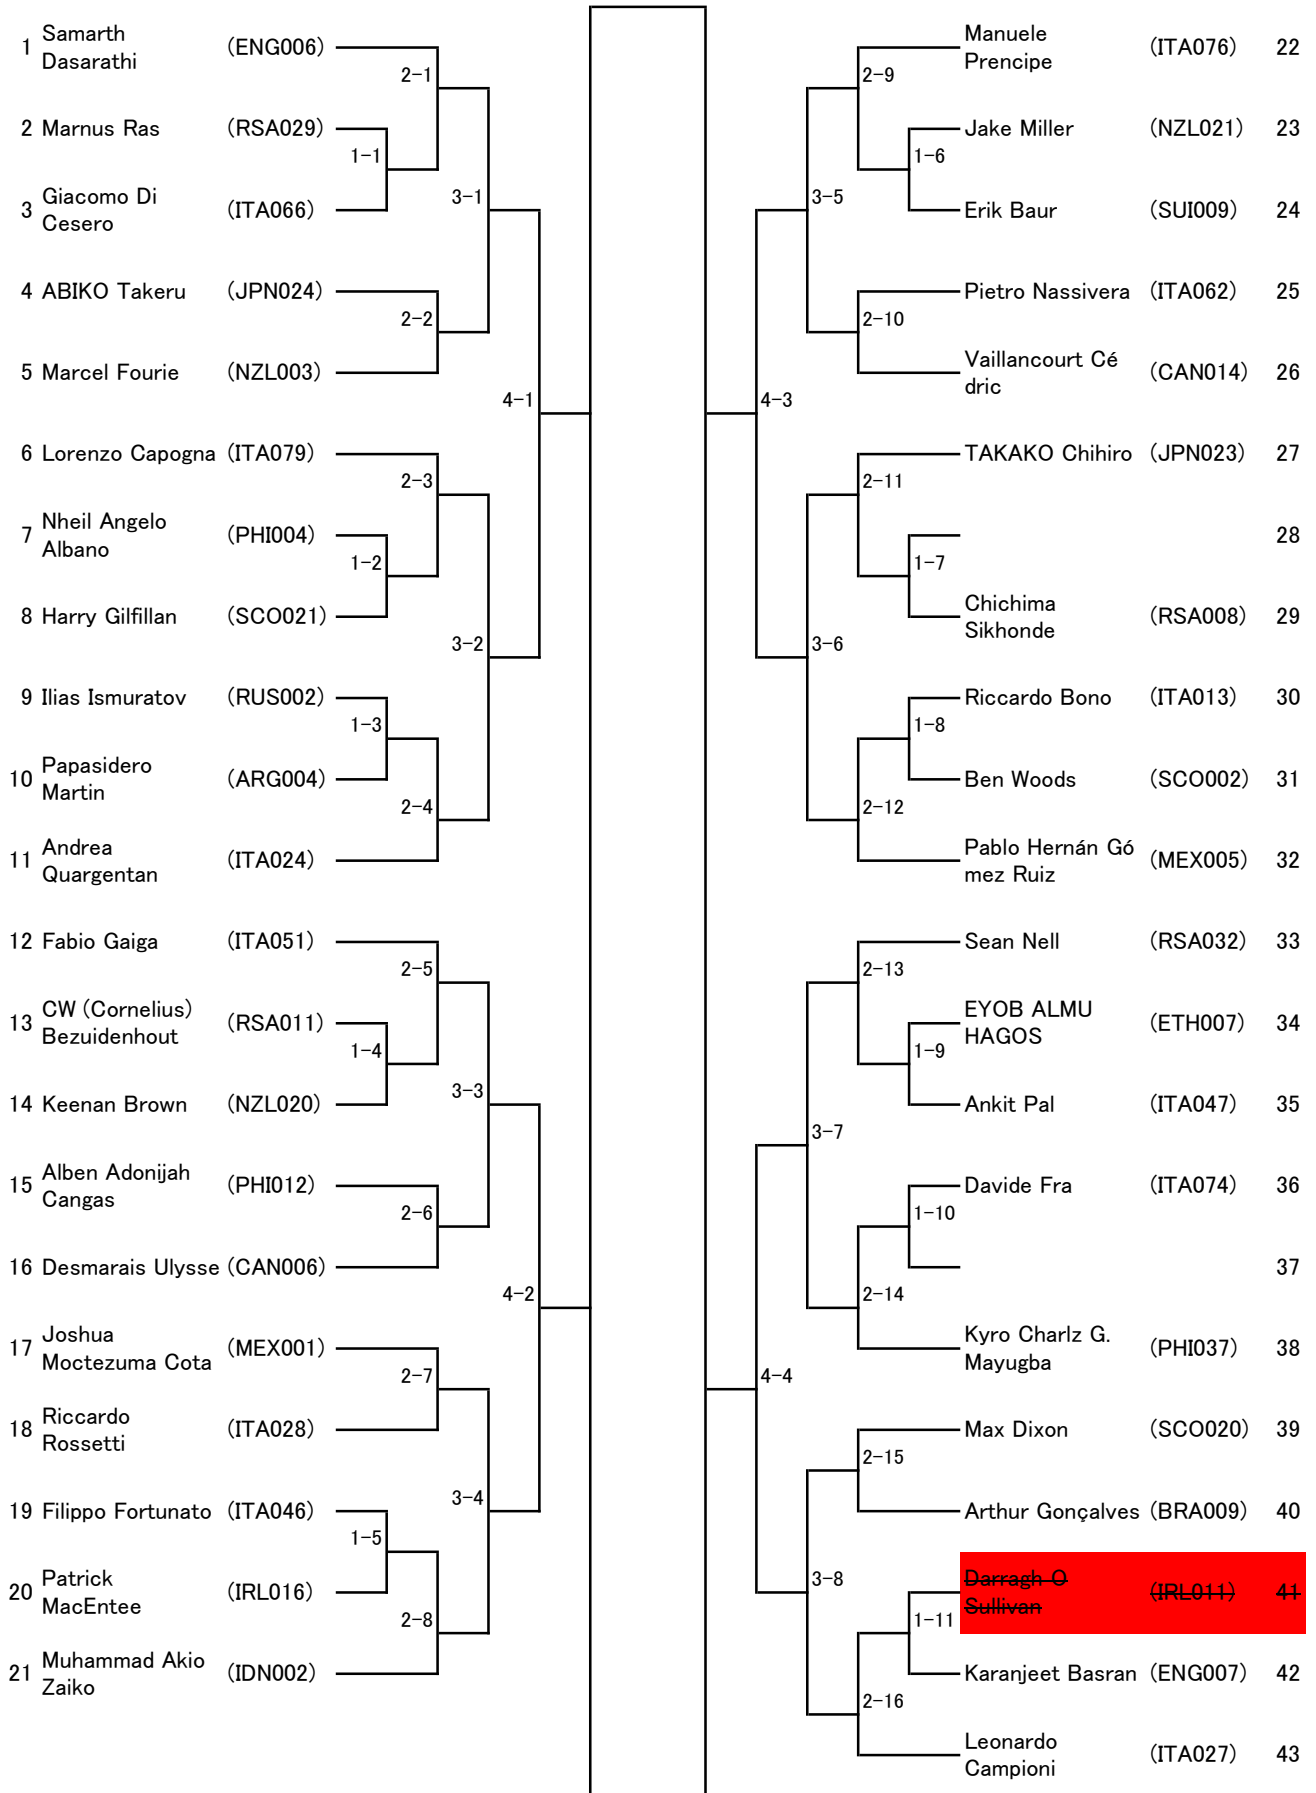 1 Samarth
Dasarathi (ENG006)
2-1
2 Marnus Ras (RSA029)
1-1
3 Giacomo Di
Cesero (ITA066)
3-1
4 ABIKO Takeru (JPN024)
2-2
5 Marcel Fourie (NZL003)
4-1
6 Lorenzo Capogna (ITA079)
2-3
7 Nheil Angelo
Albano (PHI004)
1-2
8 Harry Gilfillan (SCO021)
3-2
9 Ilias Ismuratov (RUS002)
1-3
10 Papasidero
Martin (ARG004)
2-4
11 Andrea
Quargentan (ITA024)
12 Fabio Gaiga (ITA051)
2-5
13 CW (Cornelius)
Bezuidenhout (RSA011)
1-4
3-3
14 Keenan Brown (NZL020)
15 Alben Adonijah
Cangas (PHI012)
2-6
16 Desmarais Ulysse (CAN006)
4-2
17 Joshua
Moctezuma Cota (MEX001)
2-7
18 Riccardo
Rossetti (ITA028)
3-4
19 Filippo Fortunato (ITA046)
1-5
20 Patrick
MacEntee (IRL016)
2-8
21 Muhammad Akio
Zaiko (IDN002)
Manuele
Prencipe (ITA076) 22
2-9
Jake Miller (NZL021) 23
1-6
3-5
Erik Baur (SUI009) 24
Pietro Nassivera (ITA062) 25
2-10
Vaillancourt Cé
dric (CAN014) 26
4-3
TAKAKO Chihiro (JPN023) 27
2-11
28
1-7
Chichima
Sikhonde (RSA008) 29
3-6
Riccardo Bono (ITA013) 30
1-8
Ben Woods (SCO002) 31
2-12
Pablo Hernán Gó
mez Ruiz (MEX005) 32
Sean Nell (RSA032) 33
2-13
EYOB ALMU
HAGOS (ETH007) 34
1-9
Ankit Pal (ITA047) 35
3-7
Davide Fra (ITA074) 36
1-10
37
2-14
Kyro Charlz G.
Mayugba (PHI037) 38
4-4
Max Dixon (SCO020) 39
2-15
Arthur Gonçalves (BRA009) 40
3-8
Darragh O
Sullivan (IRL011) 41
1-11
Karanjeet Basran (ENG007) 42
2-16
Leonardo
Campioni (ITA027) 43